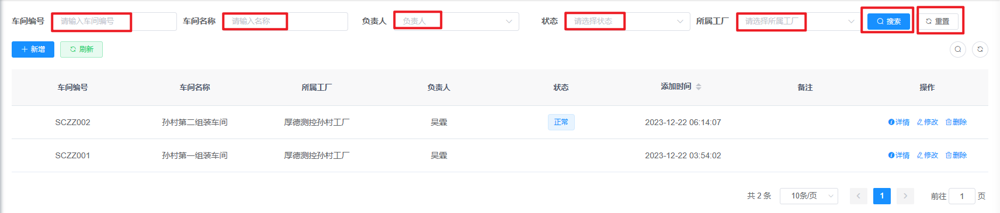 车间编号 请输入车间编号 车间名称 请输入名称 负责人 负责人 状态 请选择状态 所属工厂 请选择所属工厂 搜索 重置
新增 刷新
车间编号 车间名称 所属工厂 负责人 状态 添加时间 备注 操作
SCZZ002 孙村第二组装车间 厚德测控孙村工厂 吴霖 正常 2023-12-22 06:14:07 详情 修改 删除
SCZZ001 孙村第一组装车间 厚德测控孙村工厂 吴霖 2023-12-22 03:54:02 详情 修改 删除
共 2 条 10条/页 1 前往 1 页